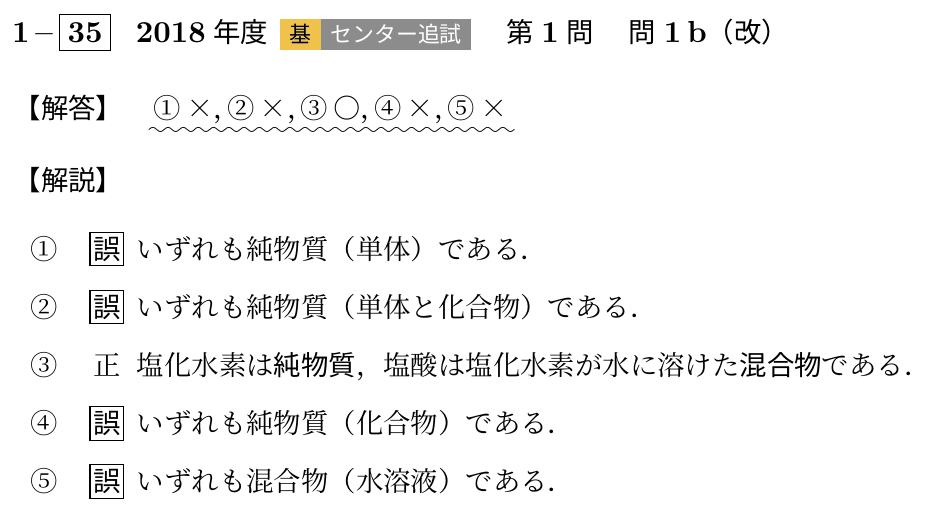 1–35 2018 年度 基 センター追試 第 1 問 問 1 b（改）
【解答】 ① ×, ② ×, ③ ○, ④ ×, ⑤ ×
【解説】
① 誤 いずれも純物質（単体）である．
② 誤 いずれも純物質（単体と化合物）である．
③ 正 塩化水素は純物質，塩酸は塩化水素が水に溶けた混合物である．
④ 誤 いずれも純物質（化合物）である．
⑤ 誤 いずれも混合物（水溶液）である．